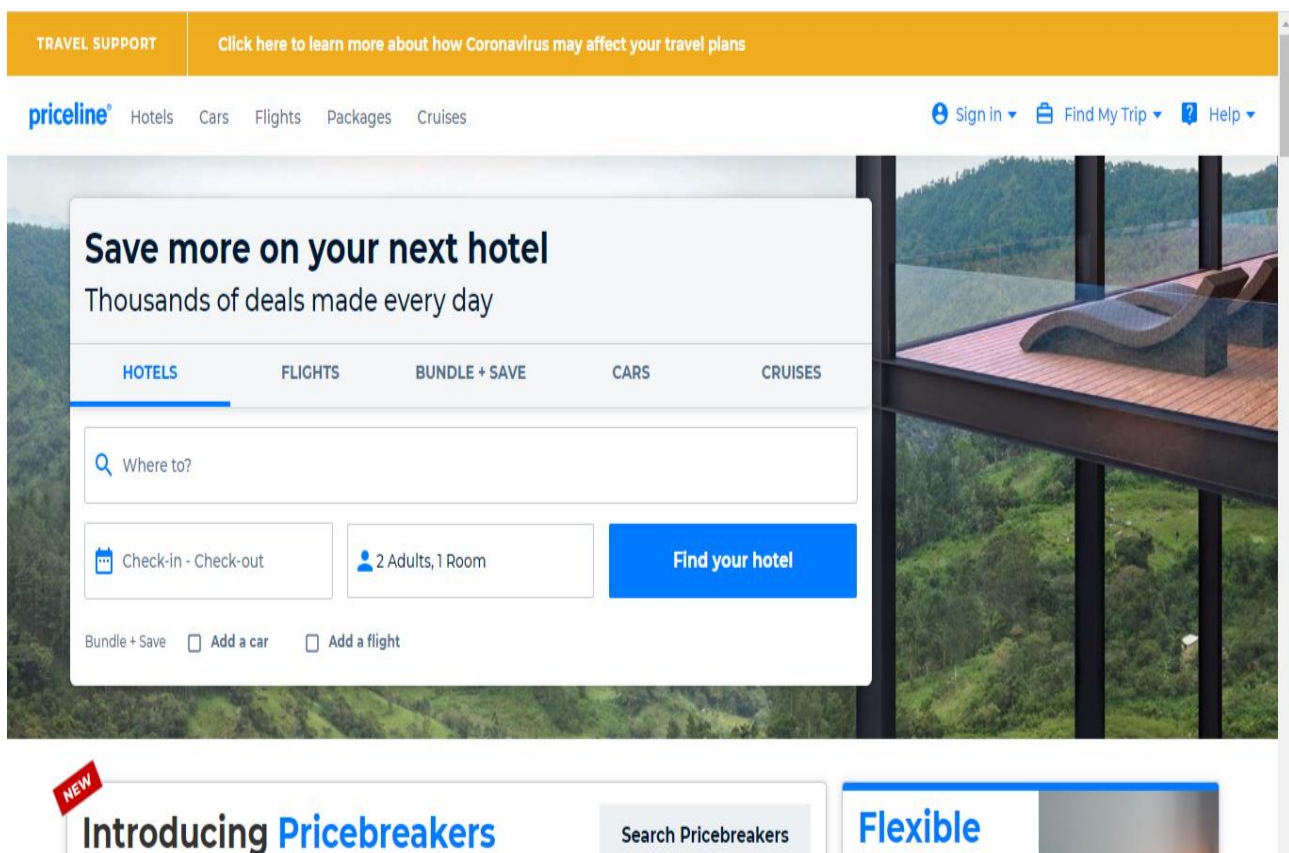 TRAVEL SUPPORT Click here to learn more about how Coronavirus may affect your travel plans
priceline® Hotels Cars Flights Packages Cruises Sign in Find My Trip Help
Save more on your next hotel
Thousands of deals made every day
HOTELS FLIGHTS BUNDLE + SAVE CARS CRUISES
Where to?
Check-in - Check-out 2 Adults, 1 Room Find your hotel
Bundle + Save Add a car Add a flight
NEW
Introducing Pricebreakers Search Pricebreakers Flexible